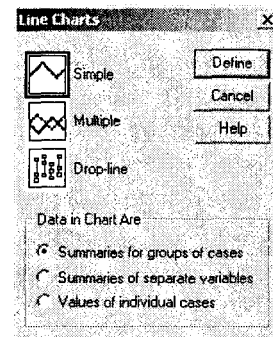 Line Charts
Simple
Define
Cancel
Multiple
Help
Drop-line
Data in Chart Are
Summaries for groups of cases
Summaries of separate variables
Values of individual cases